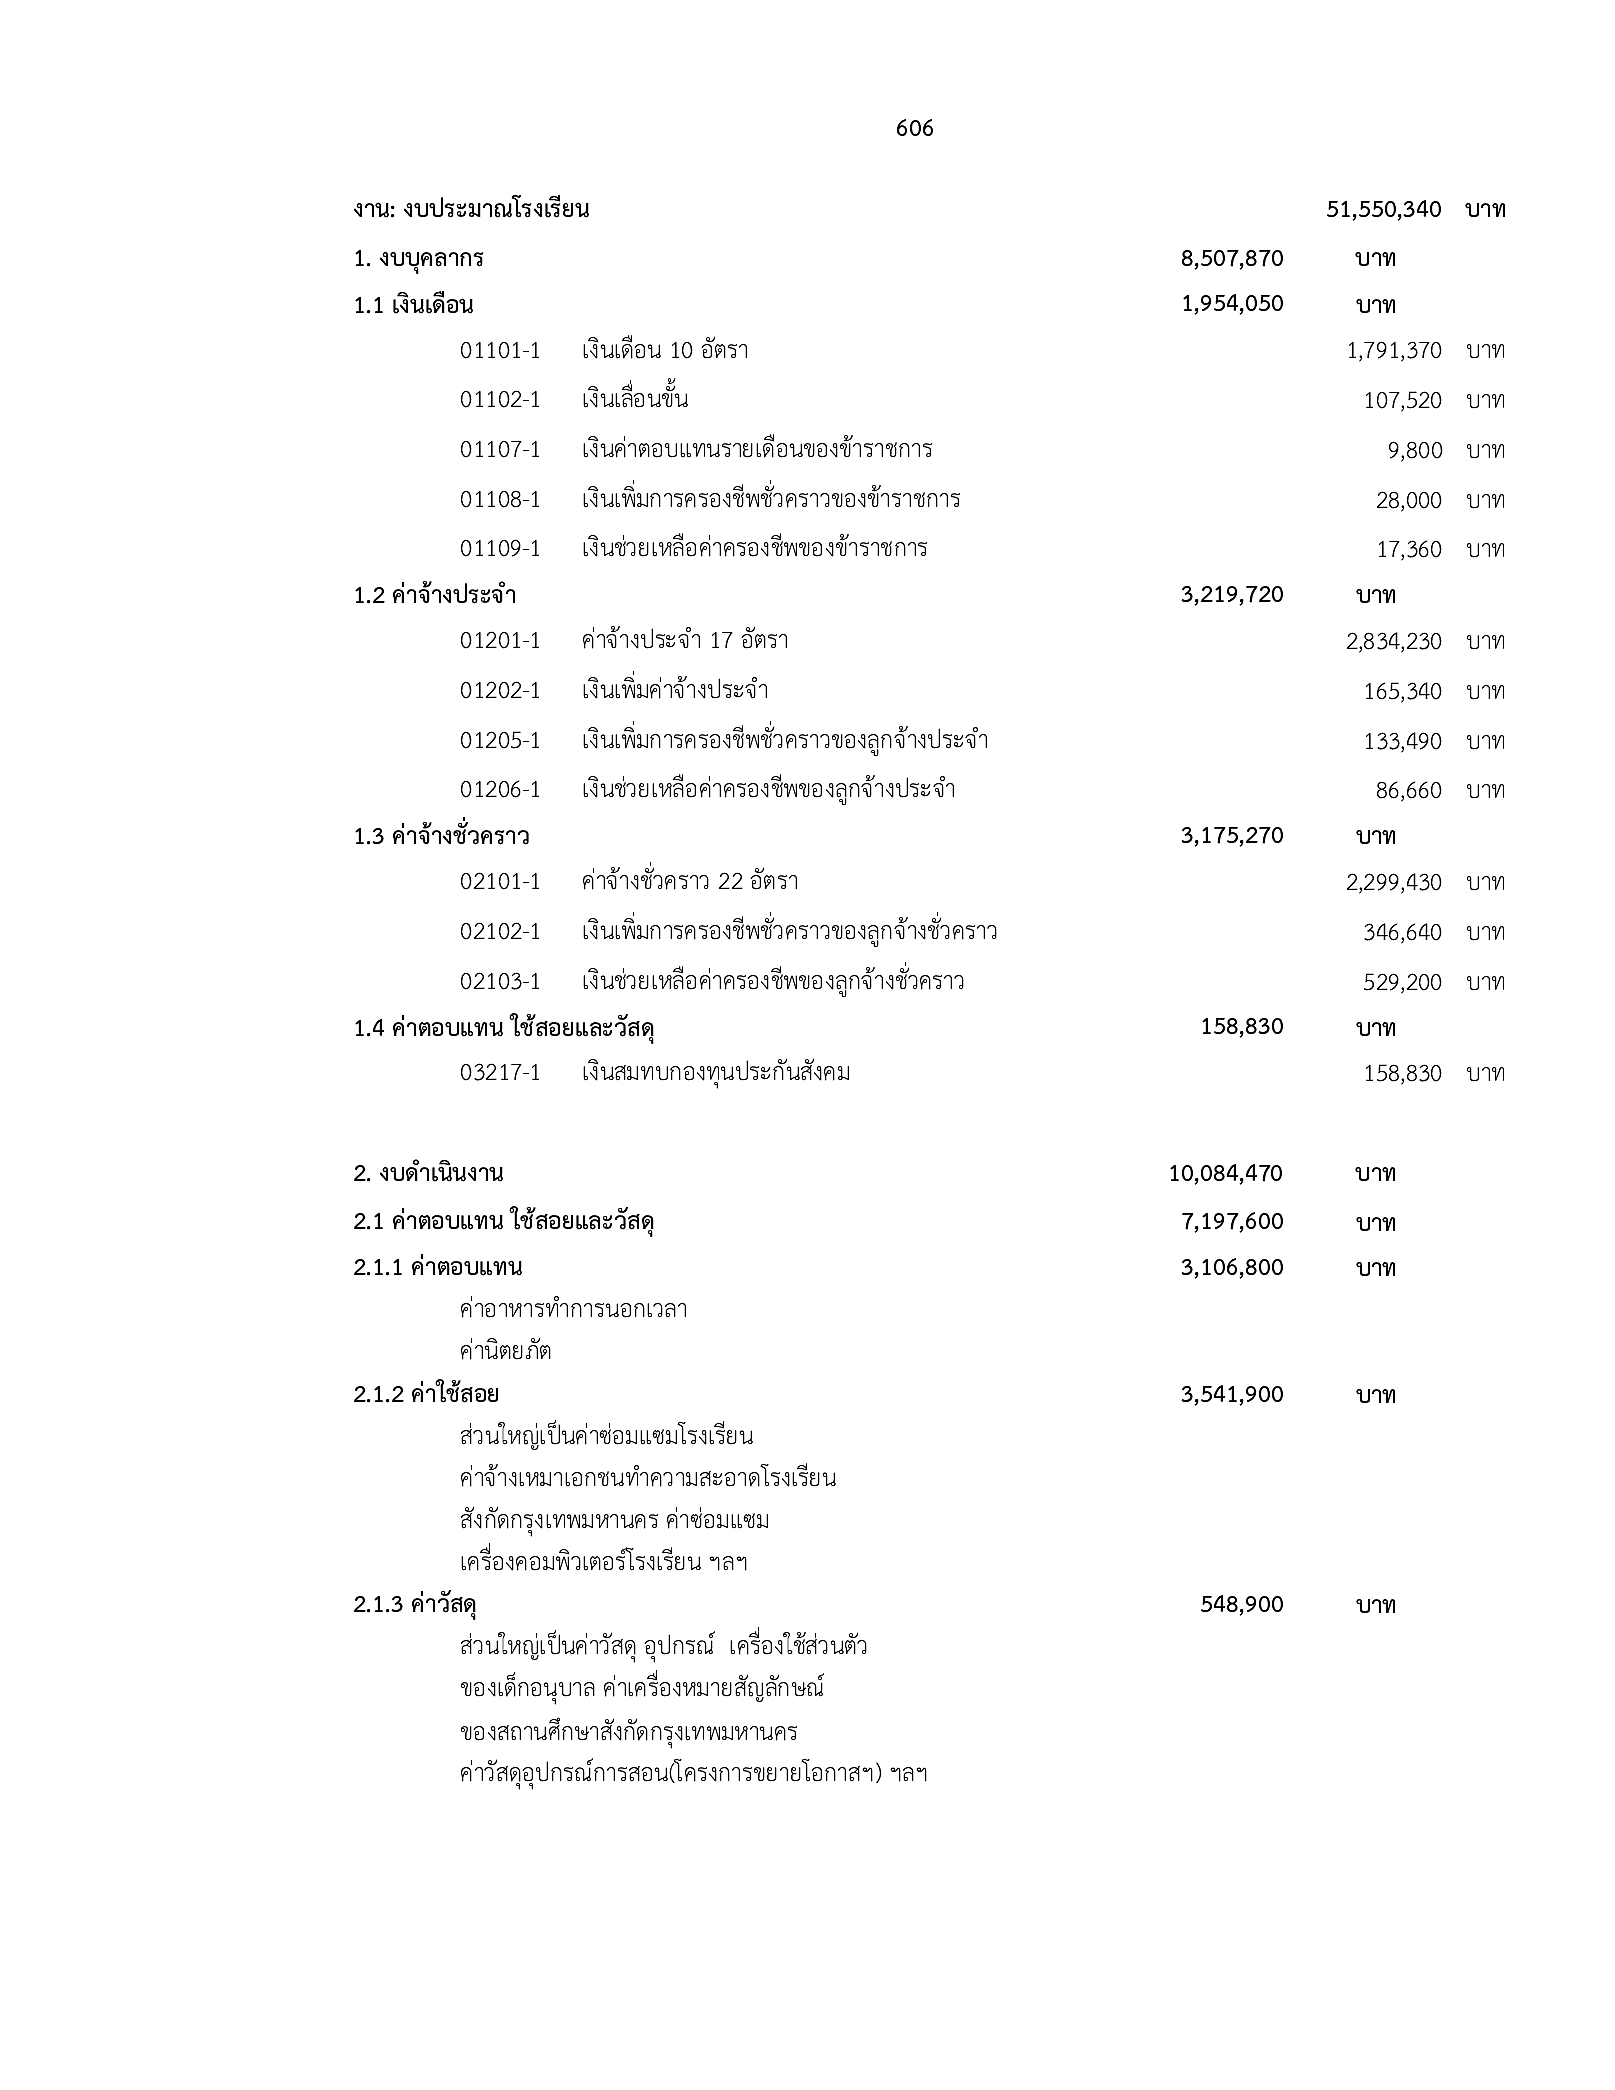 606
งาน: งบประมาณโรงเรียน 51,550,340 บาท
1. งบบุคลากร 8,507,870 บาท
1.1 เงินเดือน 1,954,050 บาท
01101-1 เงินเดือน 10 อัตรา 1,791,370 บาท
01102-1 เงินเลื่อนขั้น 107,520 บาท
01107-1 เงินค่าตอบแทนรายเดือนของข้าราชการ 9,800 บาท
01108-1 เงินเพิ่มการครองชีพชั่วคราวของข้าราชการ 28,000 บาท
01109-1 เงินช่วยเหลือค่าครองชีพของข้าราชการ 17,360 บาท
1.2 ค่าจ้างประจำ 3,219,720 บาท
01201-1 ค่าจ้างประจำ 17 อัตรา 2,834,230 บาท
01202-1 เงินเพิ่มค่าจ้างประจำ 165,340 บาท
01205-1 เงินเพิ่มการครองชีพชั่วคราวของลูกจ้างประจำ 133,490 บาท
01206-1 เงินช่วยเหลือค่าครองชีพของลูกจ้างประจำ 86,660 บาท
1.3 ค่าจ้างชั่วคราว 3,175,270 บาท
02101-1 ค่าจ้างชั่วคราว 22 อัตรา 2,299,430 บาท
02102-1 เงินเพิ่มการครองชีพชั่วคราวของลูกจ้างชั่วคราว 346,640 บาท
02103-1 เงินช่วยเหลือค่าครองชีพของลูกจ้างชั่วคราว 529,200 บาท
1.4 ค่าตอบแทน ใช้สอยและวัสดุ 158,830 บาท
03217-1 เงินสมทบกองทุนประกันสังคม 158,830 บาท
2. งบดำเนินงาน 10,084,470 บาท
2.1 ค่าตอบแทน ใช้สอยและวัสดุ 7,197,600 บาท
2.1.1 ค่าตอบแทน 3,106,800 บาท
ค่าอาหารทำการนอกเวลา
ค่านิตยภัต
2.1.2 ค่าใช้สอย 3,541,900 บาท
ส่วนใหญ่เป็นค่าซ่อมแซมโรงเรียน
ค่าจ้างเหมาเอกชนทำความสะอาดโรงเรียน
สังกัดกรุงเทพมหานคร ค่าซ่อมแซม
เครื่องคอมพิวเตอร์โรงเรียน ฯลฯ
2.1.3 ค่าวัสดุ 548,900 บาท
ส่วนใหญ่เป็นค่าวัสดุ อุปกรณ์ เครื่องใช้ส่วนตัว
ของเด็กอนุบาล ค่าเครื่องหมายสัญลักษณ์
ของสถานศึกษาสังกัดกรุงเทพมหานคร
ค่าวัสดุอุปกรณ์การสอน(โครงการขยายโอกาสฯ) ฯลฯ